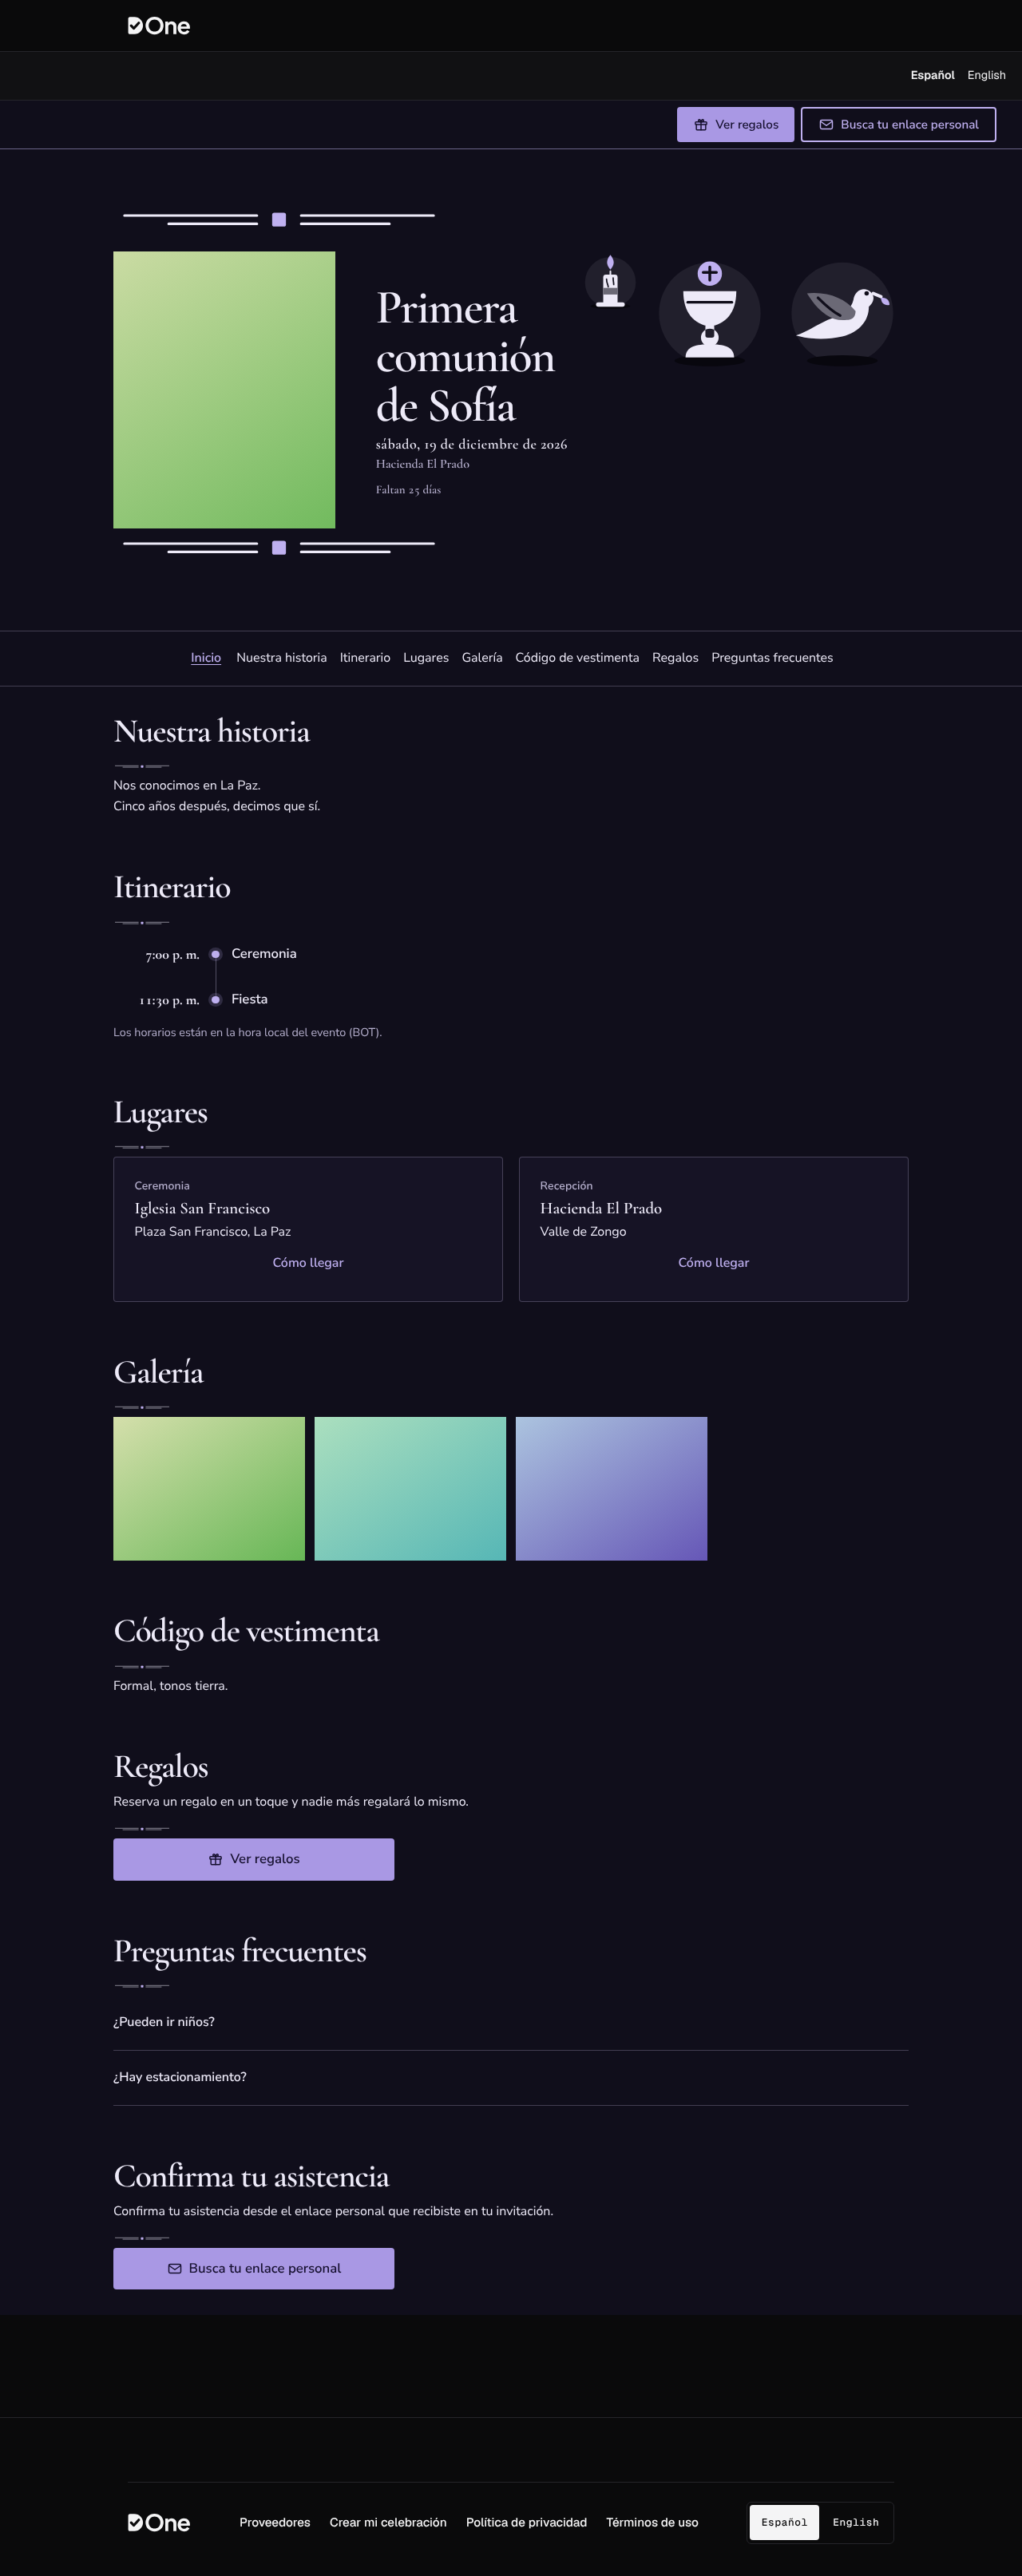 DOne
Español English
Ver regalos Busca tu enlace personal
Primera
comunión
de Sofía
sábado, 19 de diciembre de 2026
Hacienda El Prado
Faltan 25 días
Inicio Nuestra historia Itinerario Lugares Galería Código de vestimenta Regalos Preguntas frecuentes
Nuestra historia
Nos conocimos en La Paz.
Cinco años después, decimos que sí.
Itinerario
7:00 p. m. Ceremonia
11:30 p. m. Fiesta
Los horarios están en la hora local del evento (BOT).
Lugares
Ceremonia
Iglesia San Francisco
Plaza San Francisco, La Paz
Cómo llegar
Recepción
Hacienda El Prado
Valle de Zongo
Cómo llegar
Galería
Código de vestimenta
Formal, tonos tierra.
Regalos
Reserva un regalo en un toque y nadie más regalará lo mismo.
Ver regalos
Preguntas frecuentes
¿Pueden ir niños?
¿Hay estacionamiento?
Confirma tu asistencia
Confirma tu asistencia desde el enlace personal que recibiste en tu invitación.
Busca tu enlace personal
DOne Proveedores Crear mi celebración Política de privacidad Términos de uso Español English